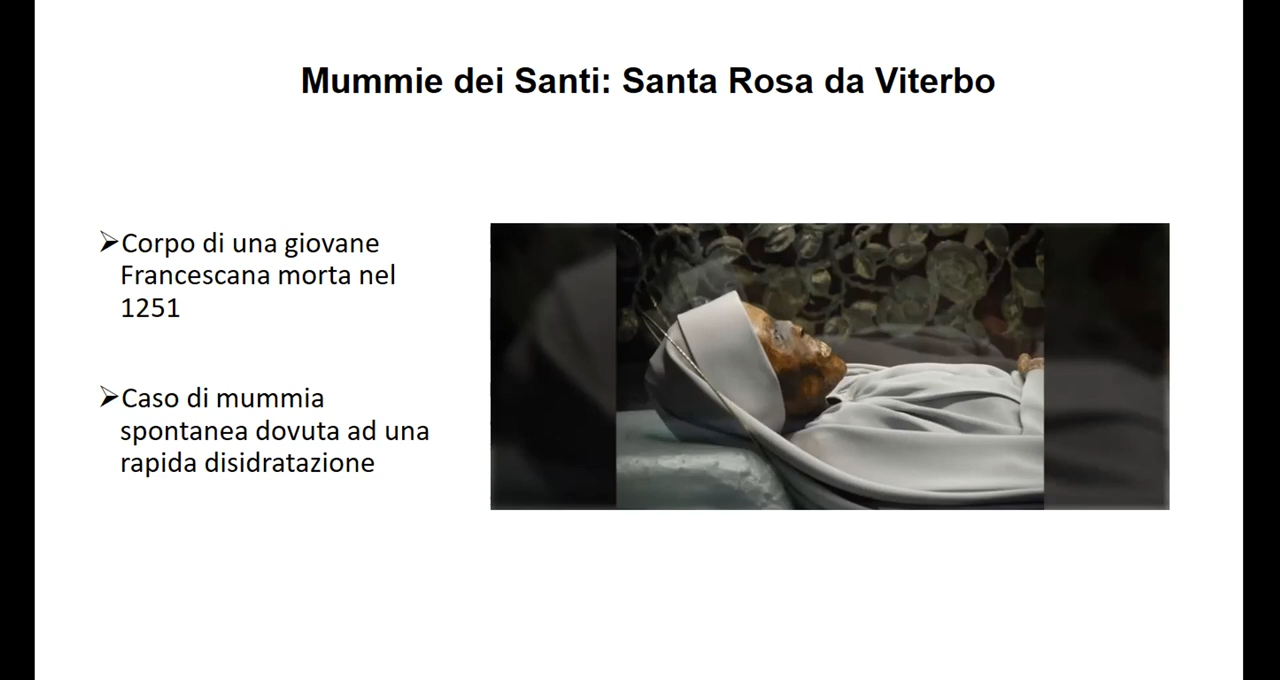 Mummie dei Santi: Santa Rosa da Viterbo
➢Corpo di una giovane
Francescana morta nel
1251
➢Caso di mummia
spontanea dovuta ad una
rapida disidratazione